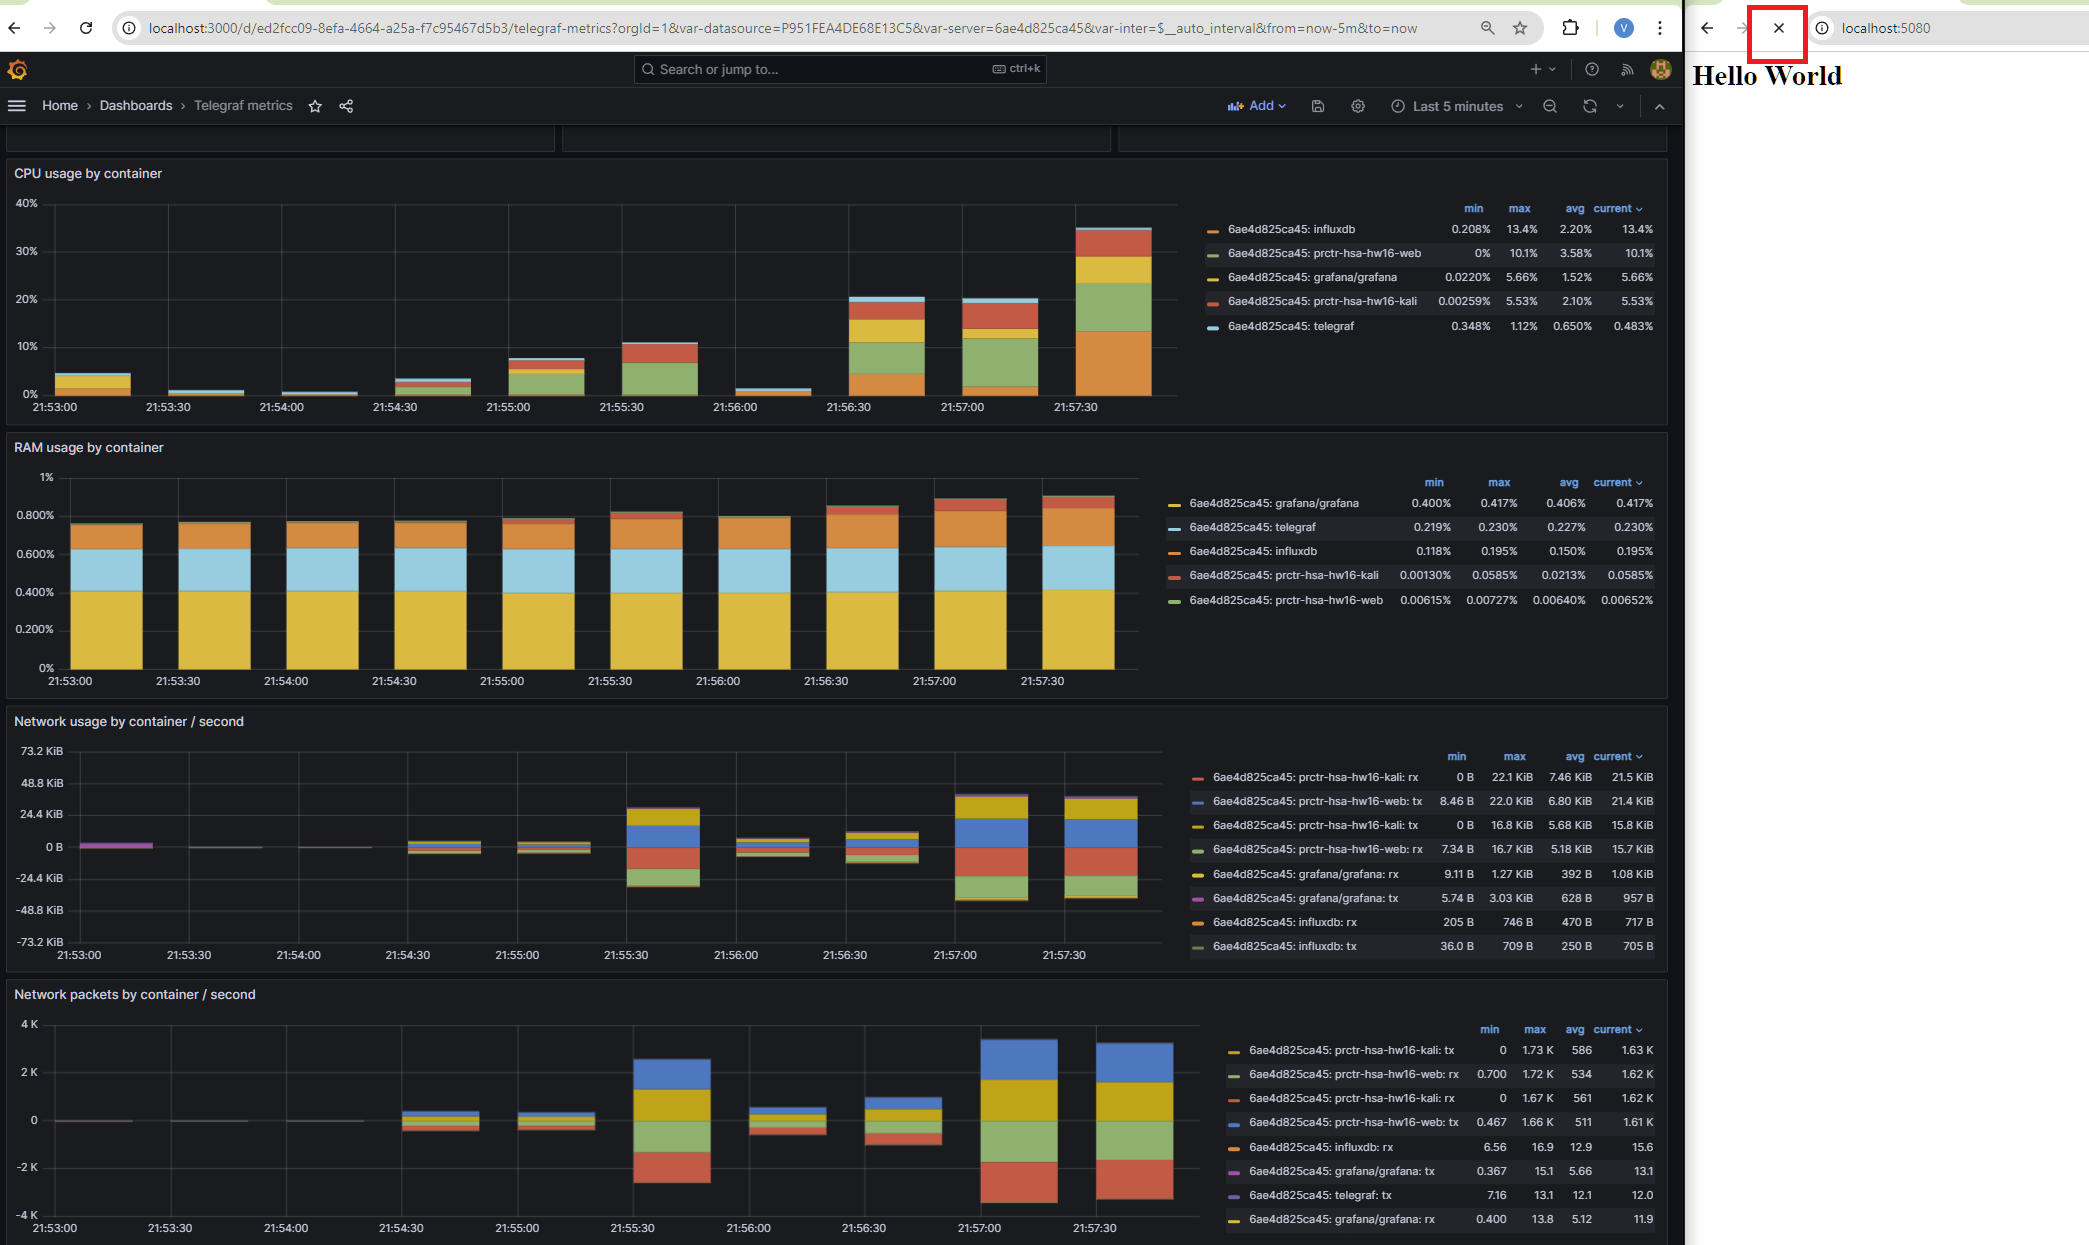 localhost:3000/d/ed2fcc09-8efa-4664-a25a-f7c95467d5b3/telegraf-metrics?orgId=1&var-datasource=P951FEA4DE68E13C5&var-server=6ae4d825ca45&var-inter=$__auto_interval&from=now-5m&to=now
V
localhost:5080
Hello World
Search or jump to...
ctrl+k
Home › Dashboards › Telegraf metrics
Add
Last 5 minutes
CPU usage by container
40%
30%
20%
10%
0%
21:53:00 21:53:30 21:54:00 21:54:30 21:55:00 21:55:30 21:56:00 21:56:30 21:57:00 21:57:30
min max avg current
6ae4d825ca45: influxdb 0.208% 13.4% 2.20% 13.4%
6ae4d825ca45: prctr-hsa-hw16-web 0% 10.1% 3.58% 10.1%
6ae4d825ca45: grafana/grafana 0.0220% 5.66% 1.52% 5.66%
6ae4d825ca45: prctr-hsa-hw16-kali 0.00259% 5.53% 2.10% 5.53%
6ae4d825ca45: telegraf 0.348% 1.12% 0.650% 0.483%
RAM usage by container
1%
0.800%
0.600%
0.400%
0.200%
0%
21:53:00 21:53:30 21:54:00 21:54:30 21:55:00 21:55:30 21:56:00 21:56:30 21:57:00 21:57:30
min max avg current
6ae4d825ca45: grafana/grafana 0.400% 0.417% 0.406% 0.417%
6ae4d825ca45: telegraf 0.219% 0.230% 0.227% 0.230%
6ae4d825ca45: influxdb 0.118% 0.195% 0.150% 0.195%
6ae4d825ca45: prctr-hsa-hw16-kali 0.00130% 0.0585% 0.0213% 0.0585%
6ae4d825ca45: prctr-hsa-hw16-web 0.00615% 0.00727% 0.00640% 0.00652%
Network usage by container / second
73.2 KiB
48.8 KiB
24.4 KiB
0 B
-24.4 KiB
-48.8 KiB
-73.2 KiB
21:53:00 21:53:30 21:54:00 21:54:30 21:55:00 21:55:30 21:56:00 21:56:30 21:57:00 21:57:30
min max avg current
6ae4d825ca45: prctr-hsa-hw16-kali: rx 0 B 22.1 KiB 7.46 KiB 21.5 KiB
6ae4d825ca45: prctr-hsa-hw16-web: tx 8.46 B 22.0 KiB 6.80 KiB 21.4 KiB
6ae4d825ca45: prctr-hsa-hw16-kali: tx 0 B 16.8 KiB 5.68 KiB 15.8 KiB
6ae4d825ca45: prctr-hsa-hw16-web: rx 7.34 B 16.7 KiB 5.18 KiB 15.7 KiB
6ae4d825ca45: grafana/grafana: rx 9.11 B 1.27 KiB 392 B 1.08 KiB
6ae4d825ca45: grafana/grafana: tx 5.74 B 3.03 KiB 628 B 957 B
6ae4d825ca45: influxdb: rx 205 B 746 B 470 B 717 B
6ae4d825ca45: influxdb: tx 36.0 B 709 B 250 B 705 B
Network packets by container / second
4 K
2 K
0
-2 K
-4 K
21:53:00 21:53:30 21:54:00 21:54:30 21:55:00 21:55:30 21:56:00 21:56:30 21:57:00 21:57:30
min max avg current
6ae4d825ca45: prctr-hsa-hw16-kali: tx 0 1.73 K 586 1.63 K
6ae4d825ca45: prctr-hsa-hw16-web: rx 0.700 1.72 K 534 1.62 K
6ae4d825ca45: prctr-hsa-hw16-kali: rx 0 1.67 K 561 1.62 K
6ae4d825ca45: prctr-hsa-hw16-web: tx 0.467 1.66 K 511 1.61 K
6ae4d825ca45: influxdb: rx 6.56 16.9 12.9 15.6
6ae4d825ca45: grafana/grafana: tx 0.367 15.1 5.66 13.1
6ae4d825ca45: telegraf: tx 7.16 13.1 12.1 12.0
6ae4d825ca45: grafana/grafana: rx 0.400 13.8 5.12 11.9